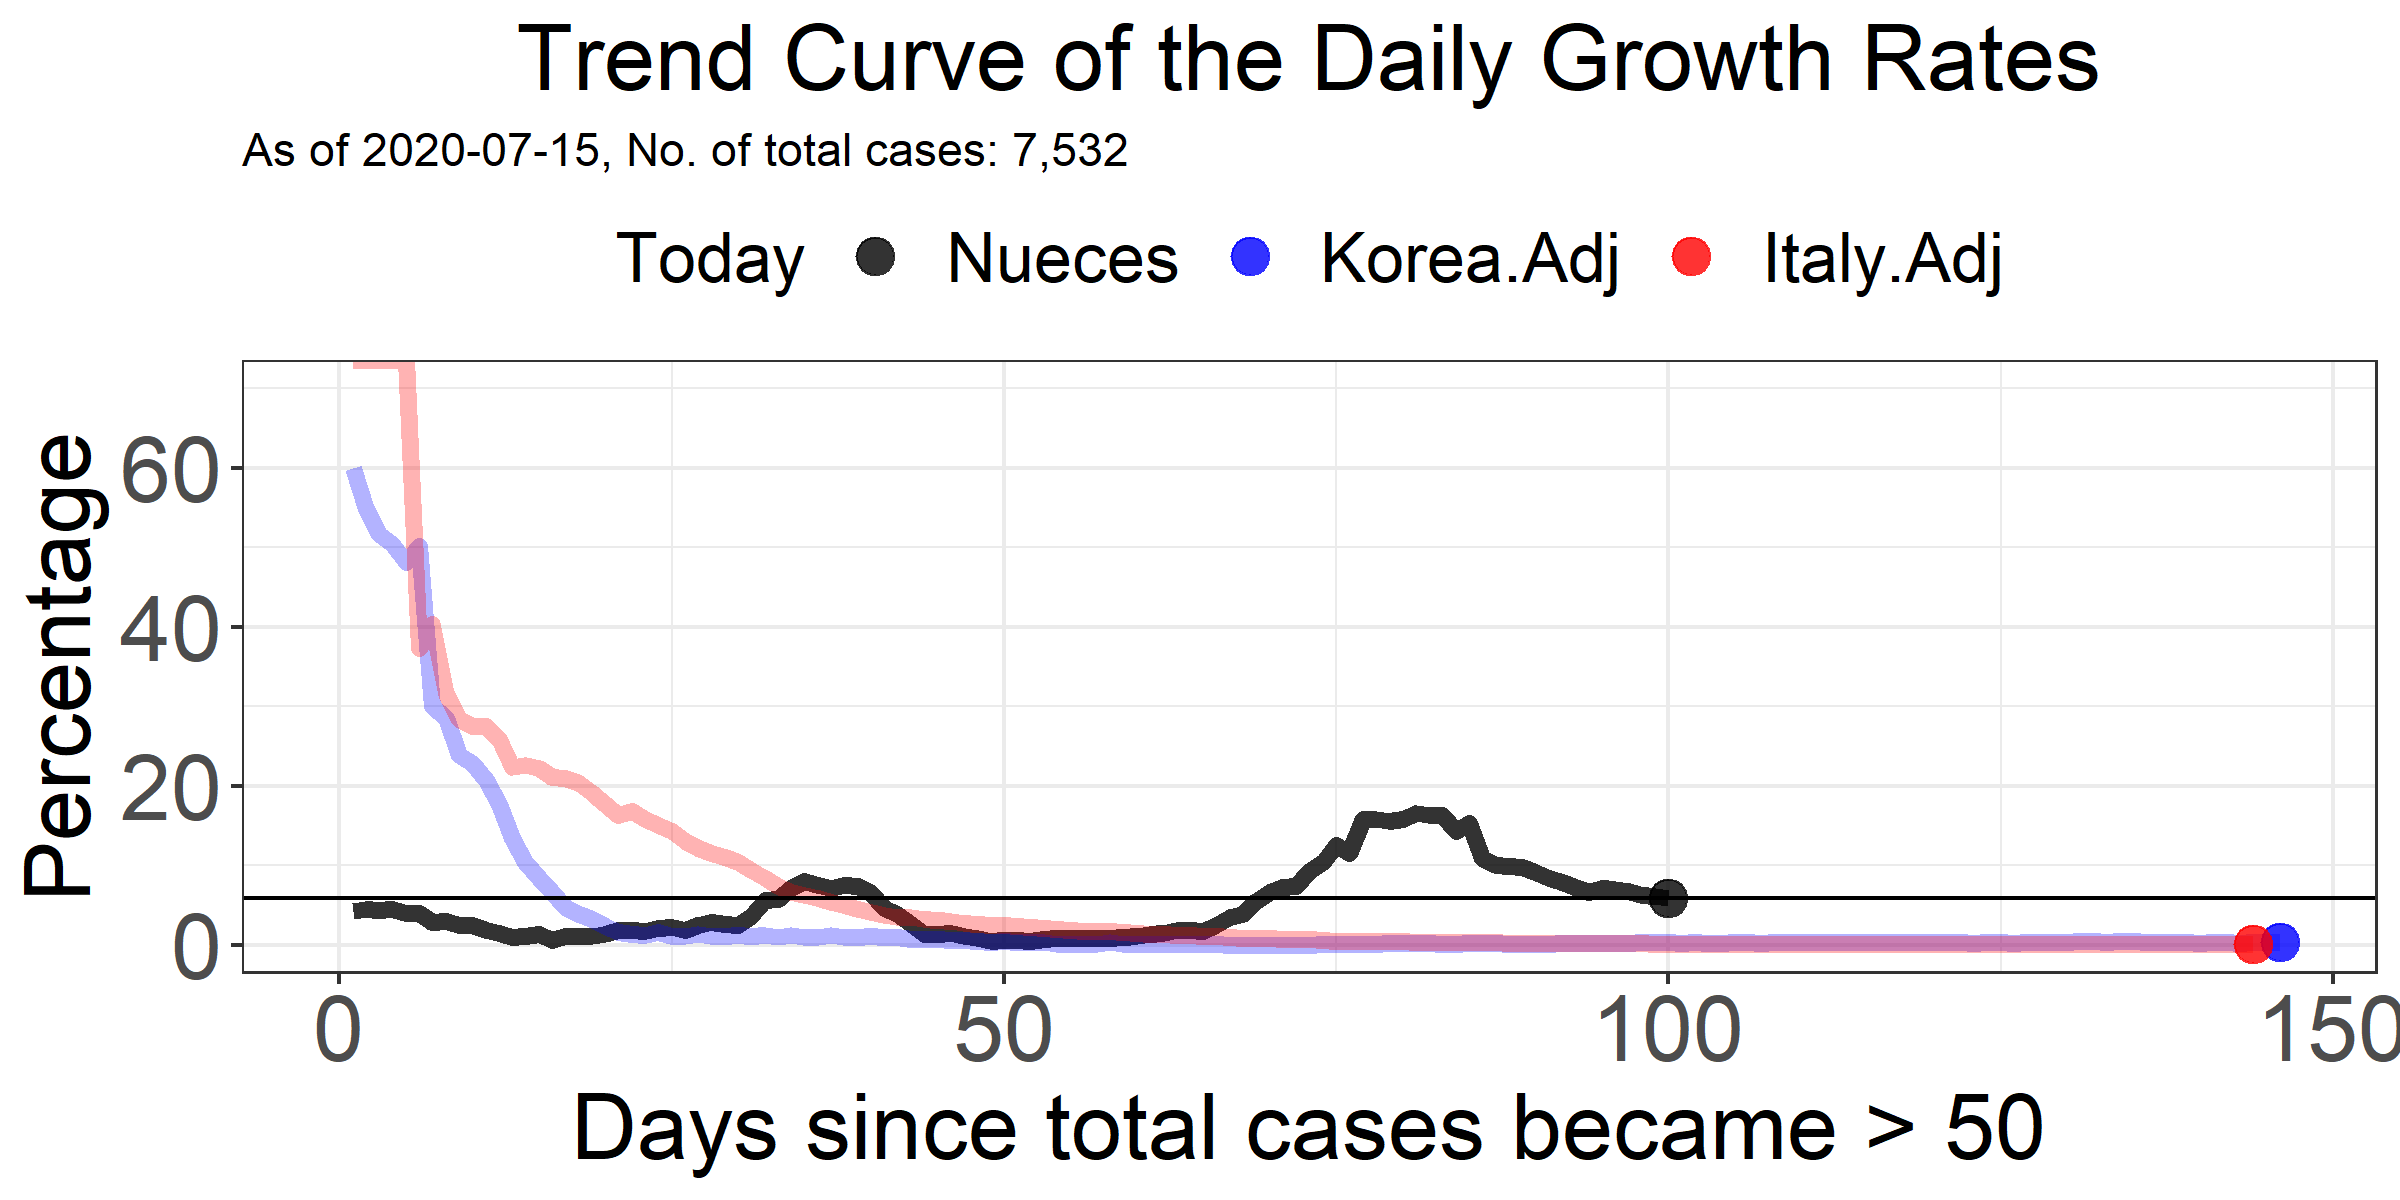 Trend Curve of the Daily Growth Rates
As of 2020-07-15, No. of total cases: 7,532
Today Nueces Korea.Adj Italy.Adj
Percentage
60
40
20
0
0 50 100 150
Days since total cases became > 50